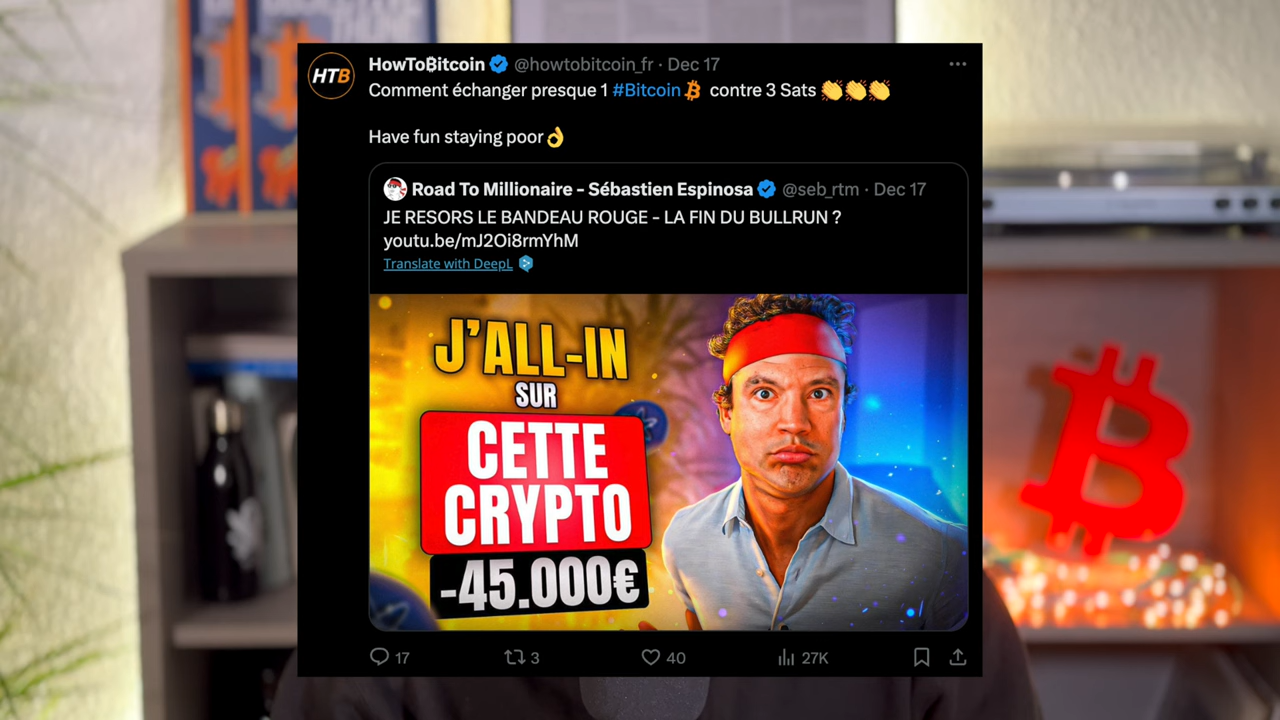 HTB
HowTo₿itcoin @howtobitcoin_fr · Dec 17
Comment échanger presque 1 #Bitcoin contre 3 Sats 👏👏👏
Have fun staying poor👌
Road To Millionaire - Sébastien Espinosa @seb_rtm · Dec 17
JE RESORS LE BANDEAU ROUGE - LA FIN DU BULLRUN ?
youtu.be/mJ2Oi8rmYhM
Translate with DeepL
J'ALL-IN
SUR
CETTE
CRYPTO
-45.000€
17 3 40 27K